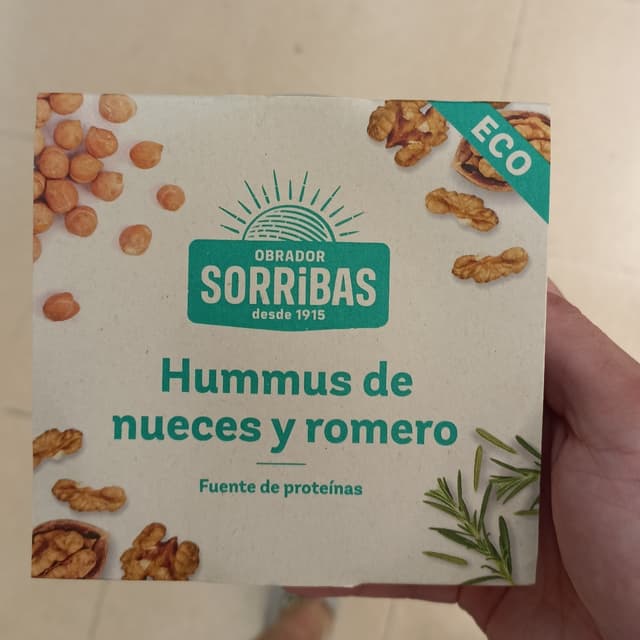 ECO
OBRADOR
SORRiBAS
desde 1915
Hummus de
nueces y romero
Fuente de proteínas